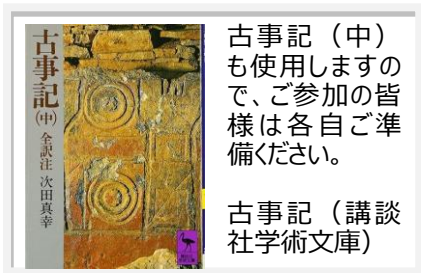 古事記
(中)
全訳注 次田真幸
古事記（中）
も使用しますの
で、ご参加の皆
様は各自ご準
備ください。
古事記（講談
社学術文庫）